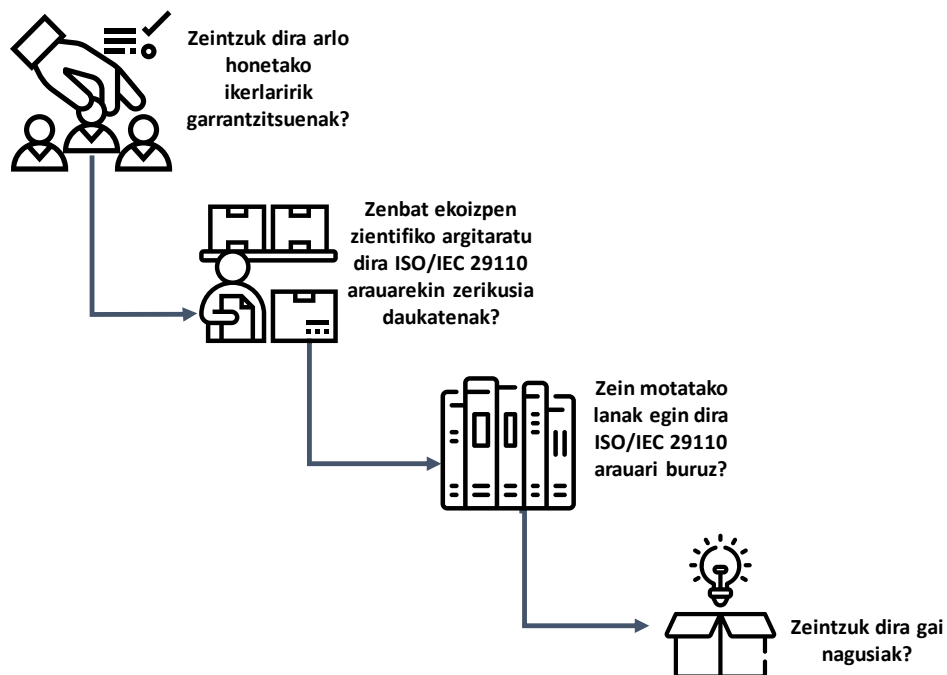 Zeintzuk dira arlo
honetako
ikerlaririk
garrantzitsuenak?
Zenbat ekoizpen
zientifiko argitaratu
dira ISO/IEC 29110
arauarekin zerikusia
daukatenak?
Zein motatako
lanak egin dira
ISO/IEC 29110
arauari buruz?
Zeintzuk dira gai
nagusiak?